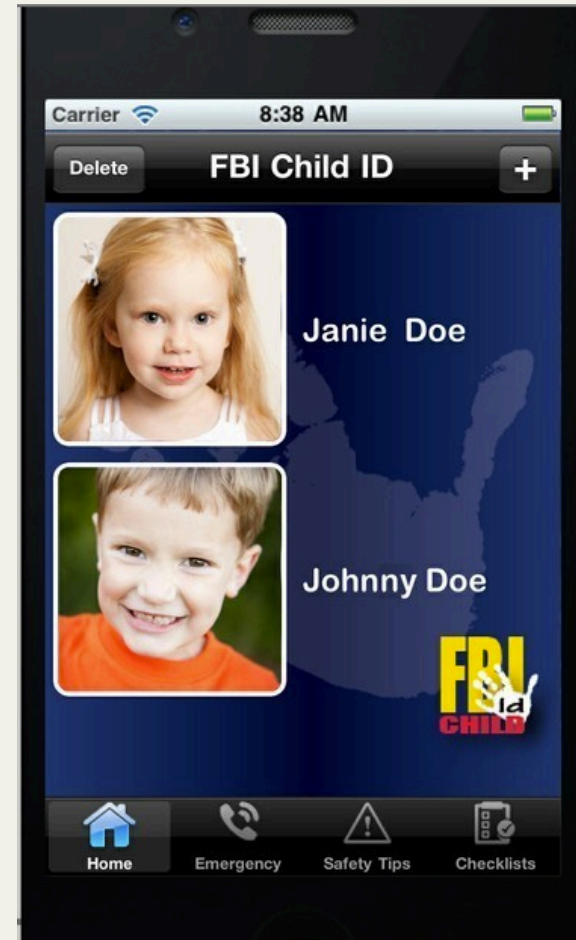 Carrier 8:38 AM
Delete FBI Child ID +
Janie Doe
Johnny Doe
FBI
Id
CHILD
Home Emergency Safety Tips Checklists